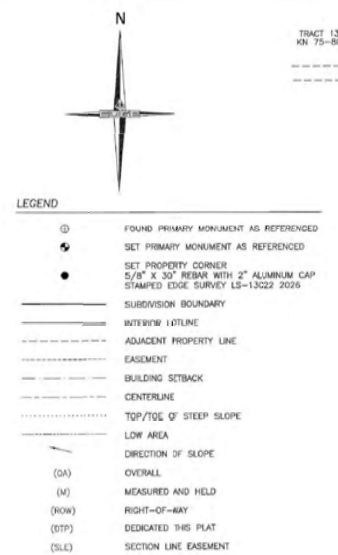 N
TRACT 13
KN 75-8
LEGEND
FOUND PRIMARY MONUMENT AS REFERENCED
SET PRIMARY MONUMENT AS REFERENCED
SET PROPERTY CORNER
5/8" X 30" REBAR WITH 2" ALUMINUM CAP
STAMPED EDGE SURVEY LS-13022 2026
SUBDIVISION BOUNDARY
INTERIOR LOTLINE
ADJACENT PROPERTY LINE
EASEMENT
BUILDING SETBACK
CENTERLINE
TOP/TOE OF STEEP SLOPE
LOW AREA
DIRECTION OF SLOPE
(OA) OVERALL
(M) MEASURED AND HELD
(ROW) RIGHT-OF-WAY
(DTP) DEDICATED THIS PLAT
(SLE) SECTION LINE EASEMENT